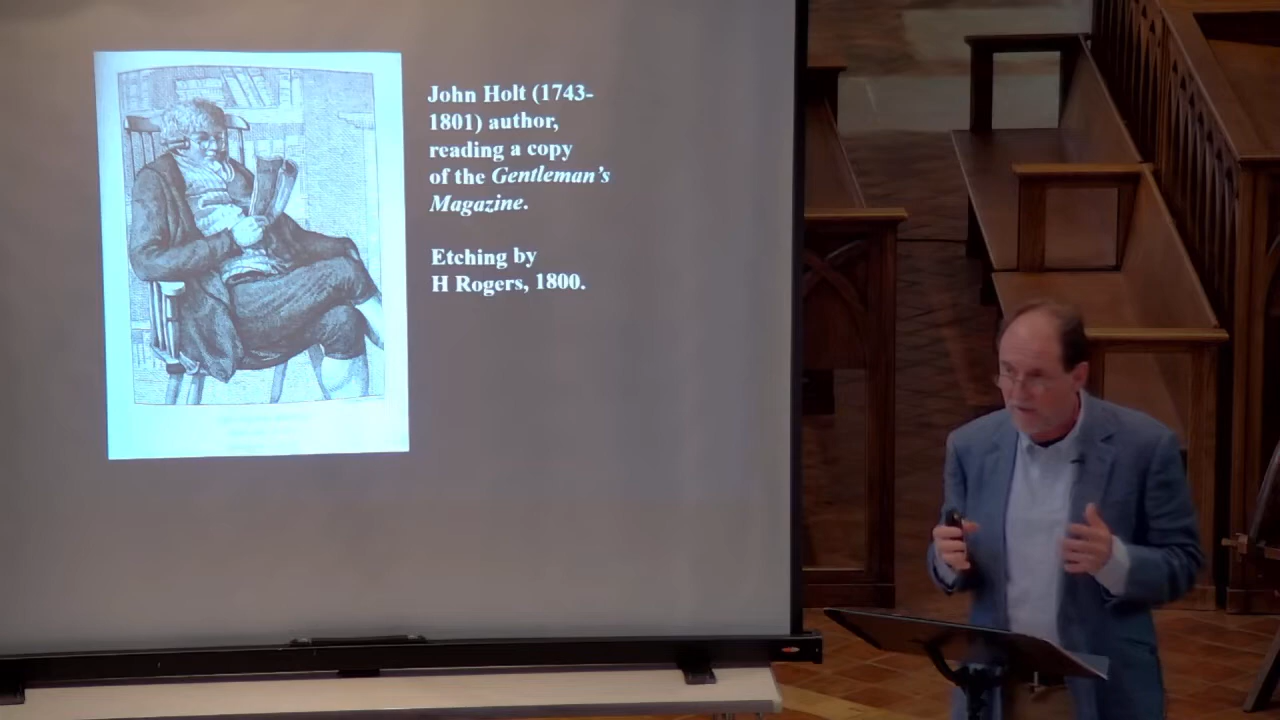 John Holt (1743-
1801) author,
reading a copy
of the Gentleman's
Magazine.
Etching by
H Rogers, 1800.